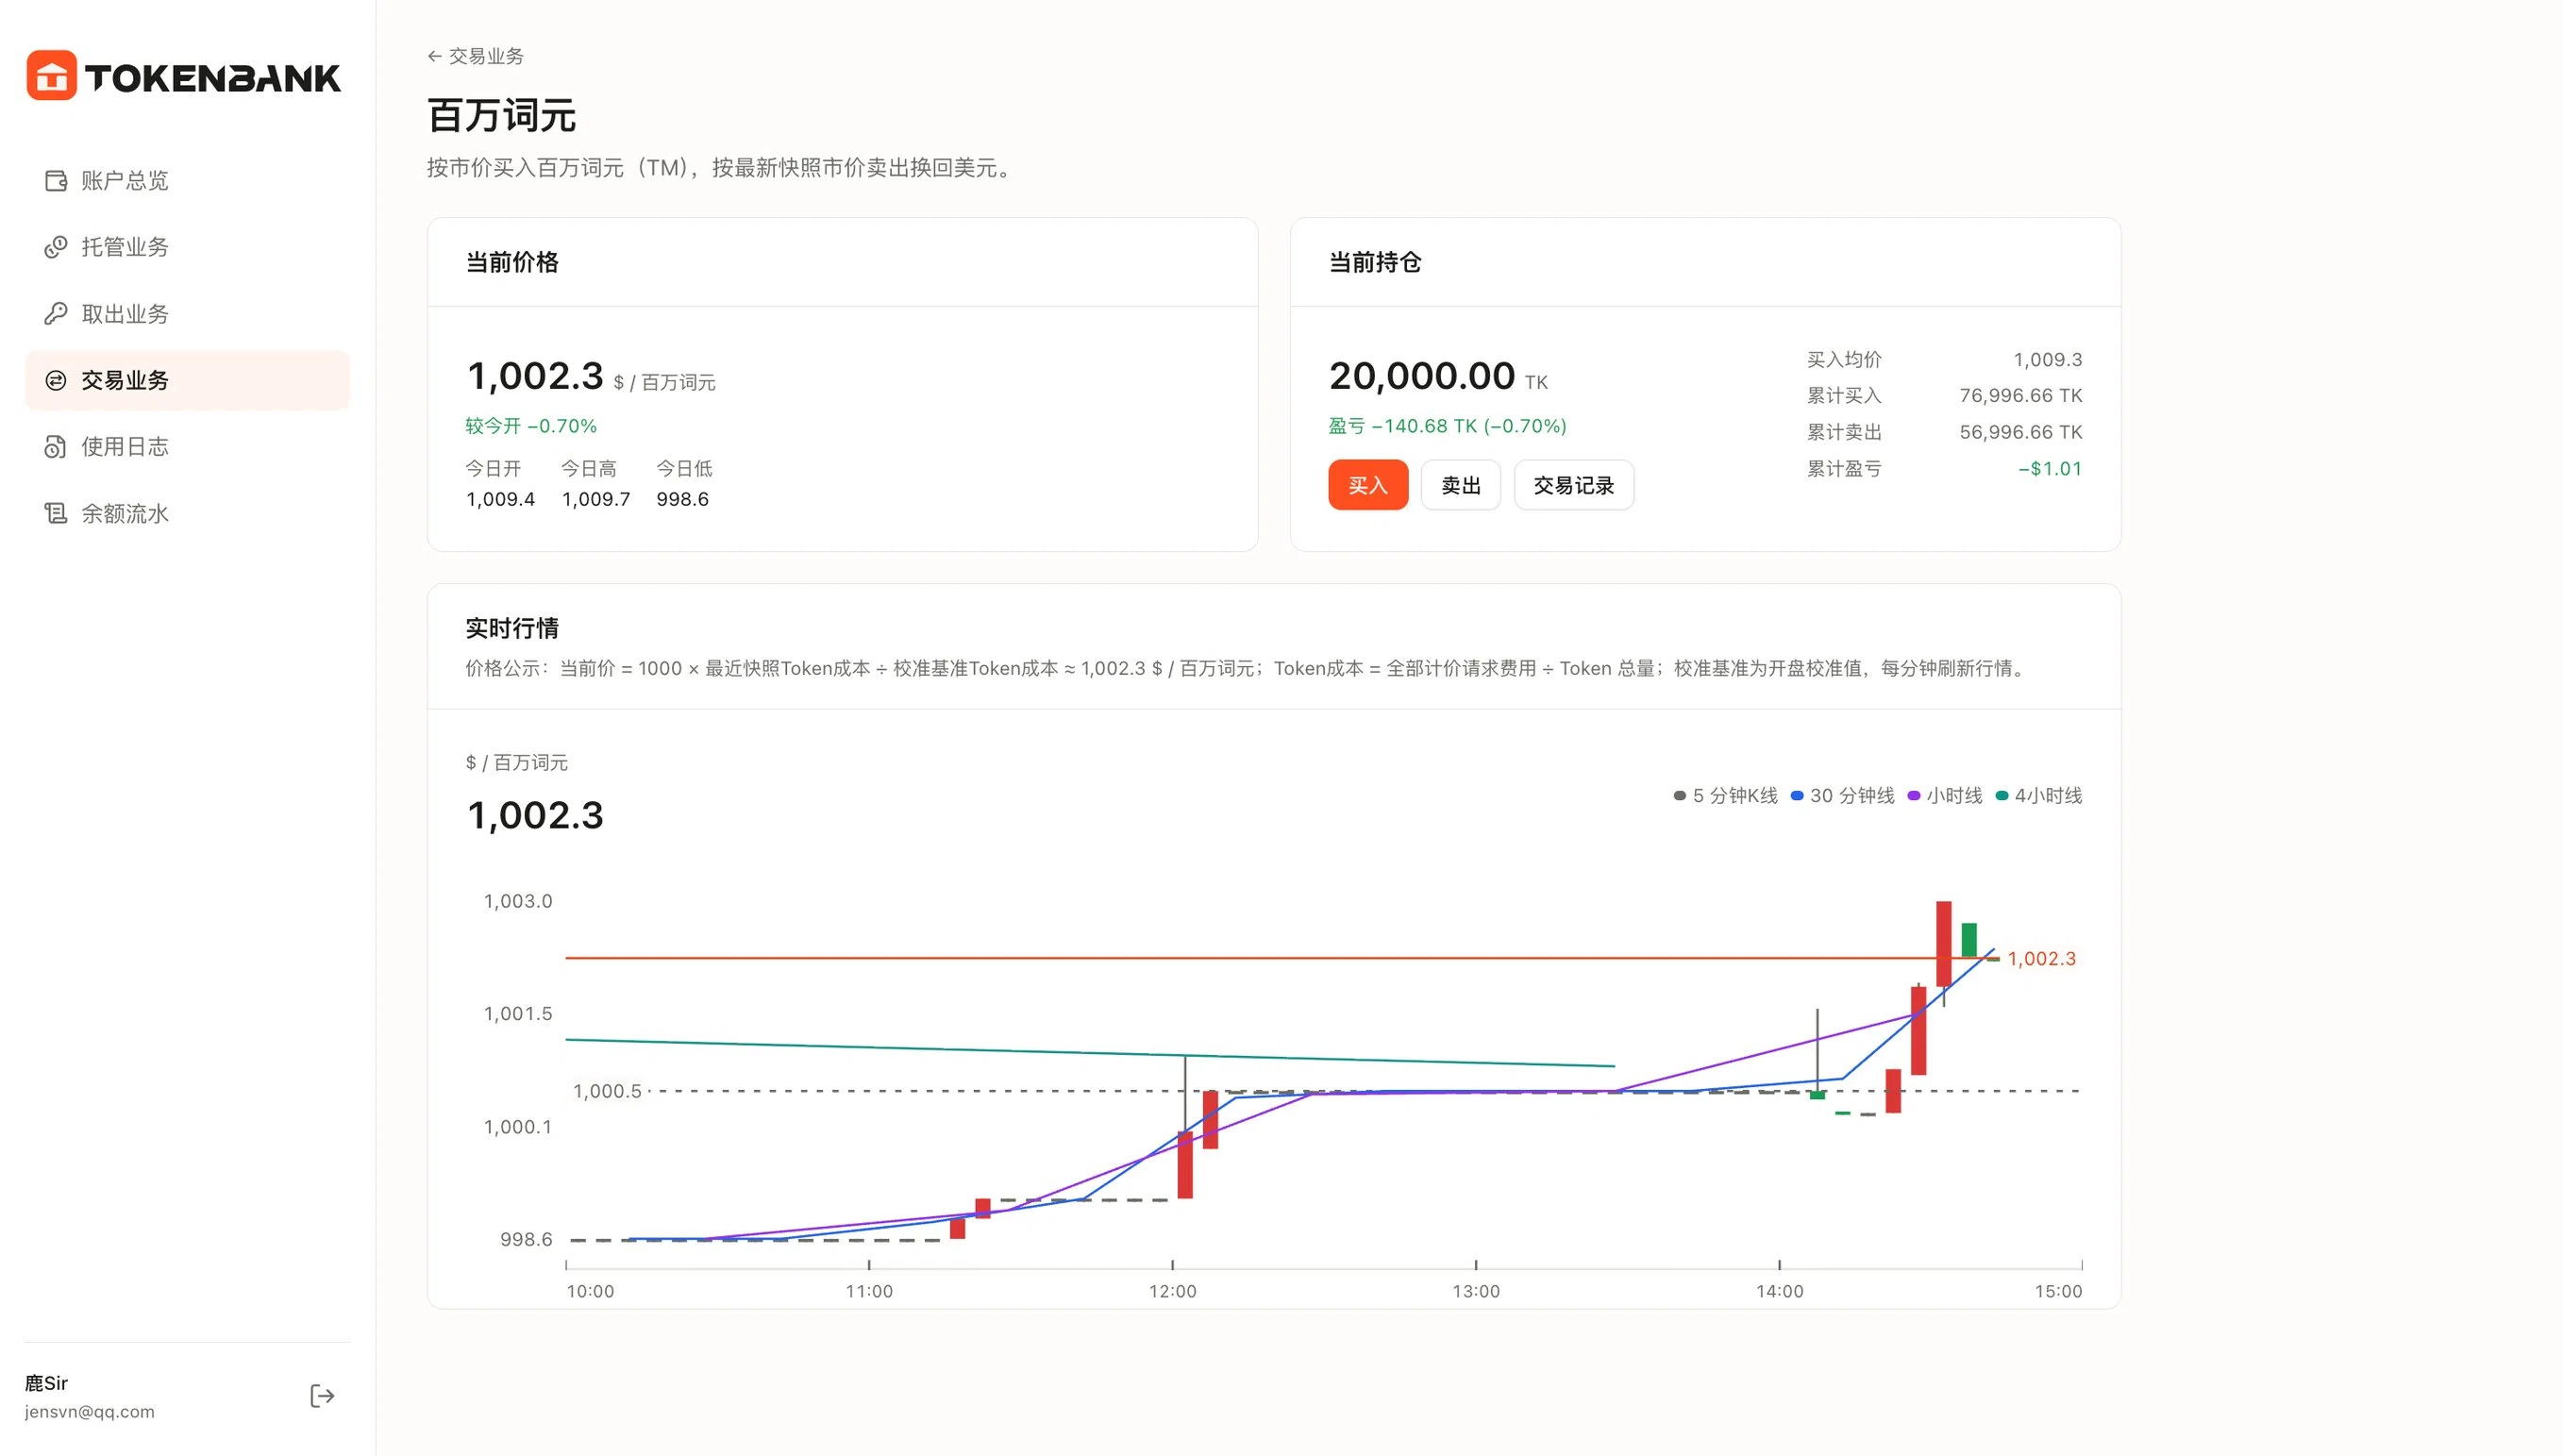 TOKENBANK
账户总览
托管业务
取出业务
交易业务
使用日志
余额流水
鹿Sir
jensvn@qq.com
← 交易业务
百万词元
按市价买入百万词元（TM），按最新快照市价卖出换回美元。
当前价格
1,002.3 $ / 百万词元
较今开 −0.70%
今日开 今日高 今日低
1,009.4 1,009.7 998.6
当前持仓
20,000.00 TK
盈亏 −140.68 TK (−0.70%)
买入 卖出 交易记录
买入均价 1,009.3
累计买入 76,996.66 TK
累计卖出 56,996.66 TK
累计盈亏 −$1.01
实时行情
价格公示：当前价 = 1000 × 最近快照Token成本 ÷ 校准基准Token成本 ≈ 1,002.3 $ / 百万词元；Token成本 = 全部计价请求费用 ÷ Token 总量；校准基准为开盘校准值，每分钟刷新行情。
$ / 百万词元
1,002.3
5 分钟K线 30 分钟线 小时线 4小时线
1,003.0
1,002.3
1,001.5
1,000.5
1,000.1
998.6
10:00 11:00 12:00 13:00 14:00 15:00